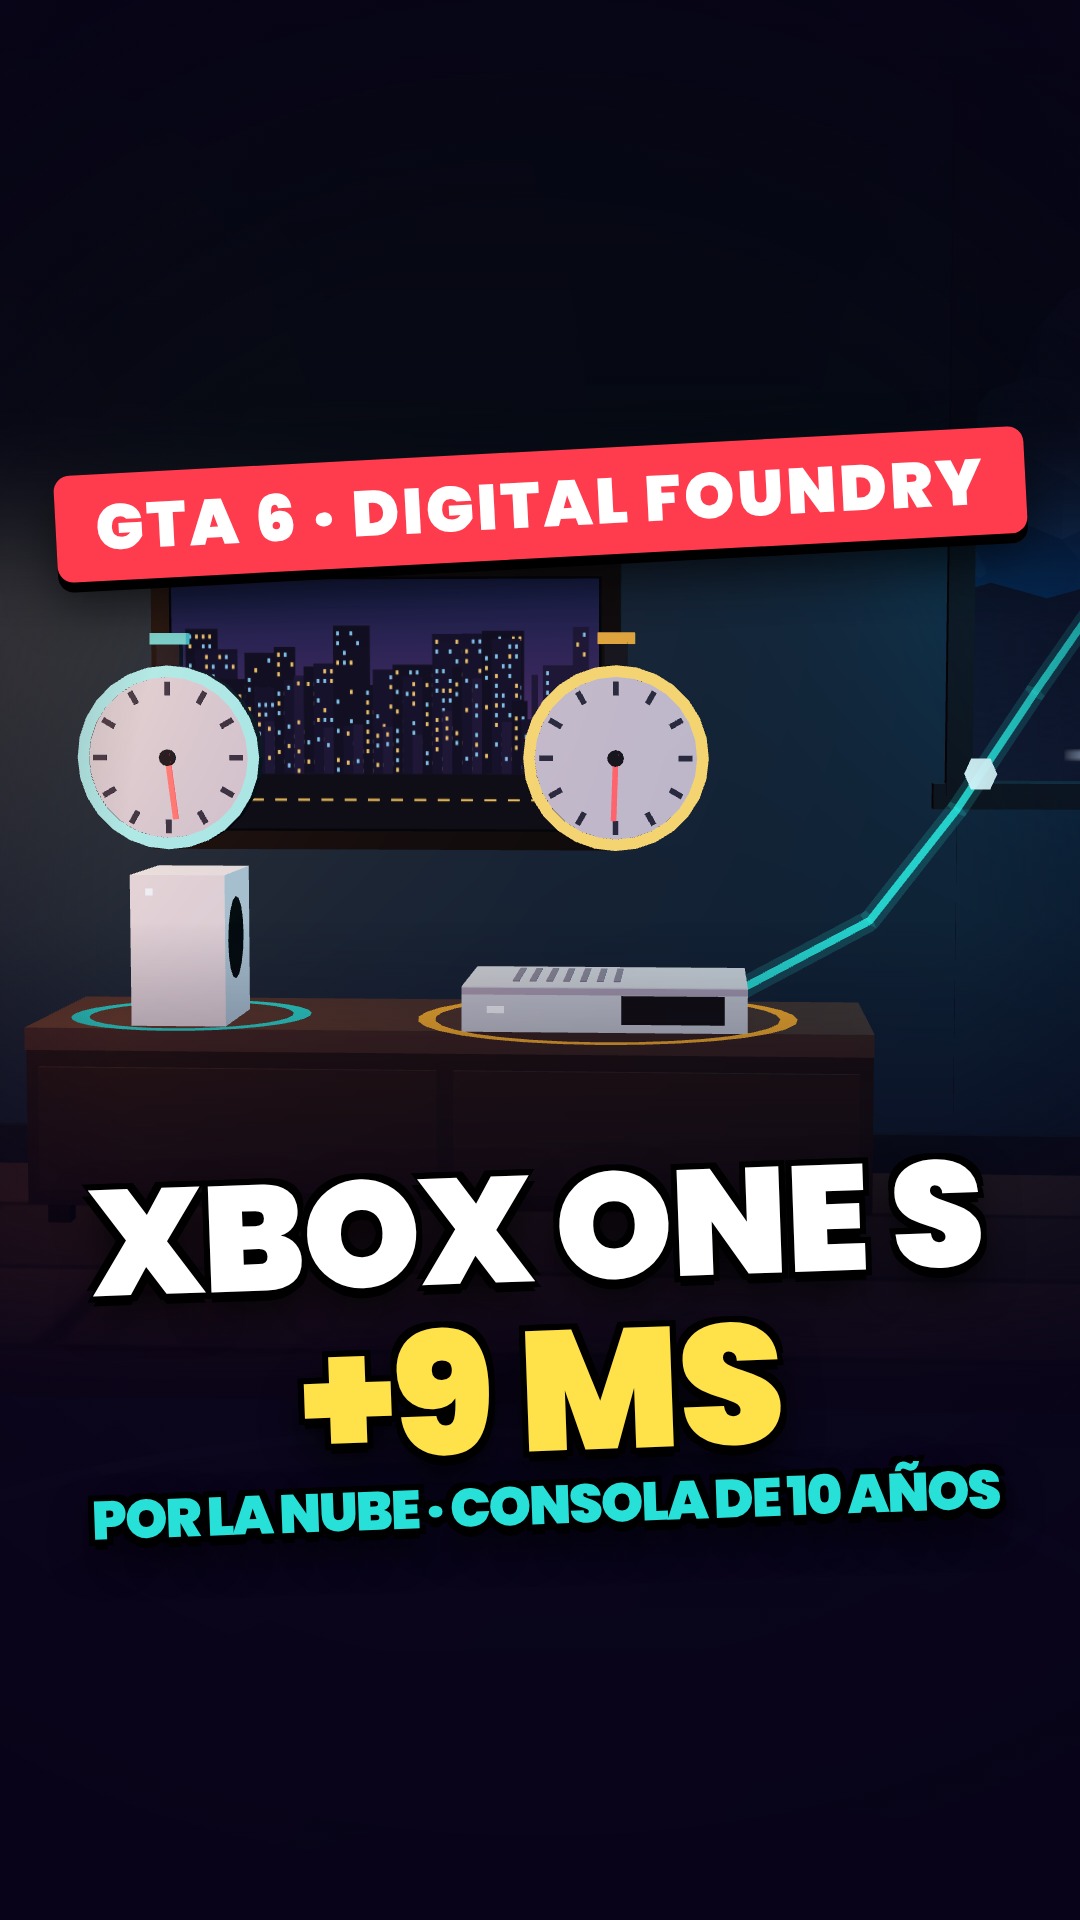 GTA 6 • DIGITAL FOUNDRY
XBOX ONE S
+9 MS
POR LA NUBE • CONSOLA DE 10 AÑOS